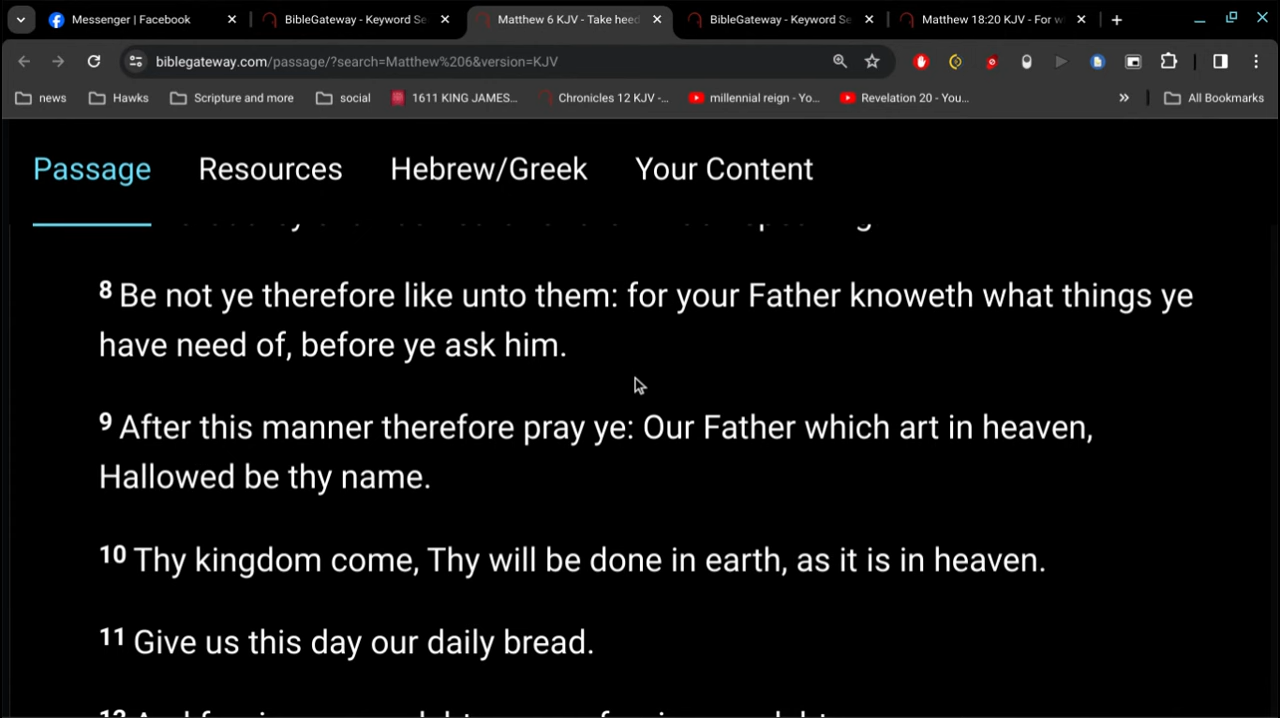 Messenger | Facebook
BibleGateway - Keyword Se
Matthew 6 KJV - Take heed
BibleGateway - Keyword Se
Matthew 18:20 KJV - For w
biblegateway.com/passage/?search=Matthew%206&version=KJV
news
Hawks
Scripture and more
social
1611 KING JAMES...
Chronicles 12 KJV -...
millennial reign - Yo...
Revelation 20 - You...
All Bookmarks
Passage
Resources
Hebrew/Greek
Your Content
8 Be not ye therefore like unto them: for your Father knoweth what things ye
have need of, before ye ask him.
9 After this manner therefore pray ye: Our Father which art in heaven,
Hallowed be thy name.
10 Thy kingdom come, Thy will be done in earth, as it is in heaven.
11 Give us this day our daily bread.